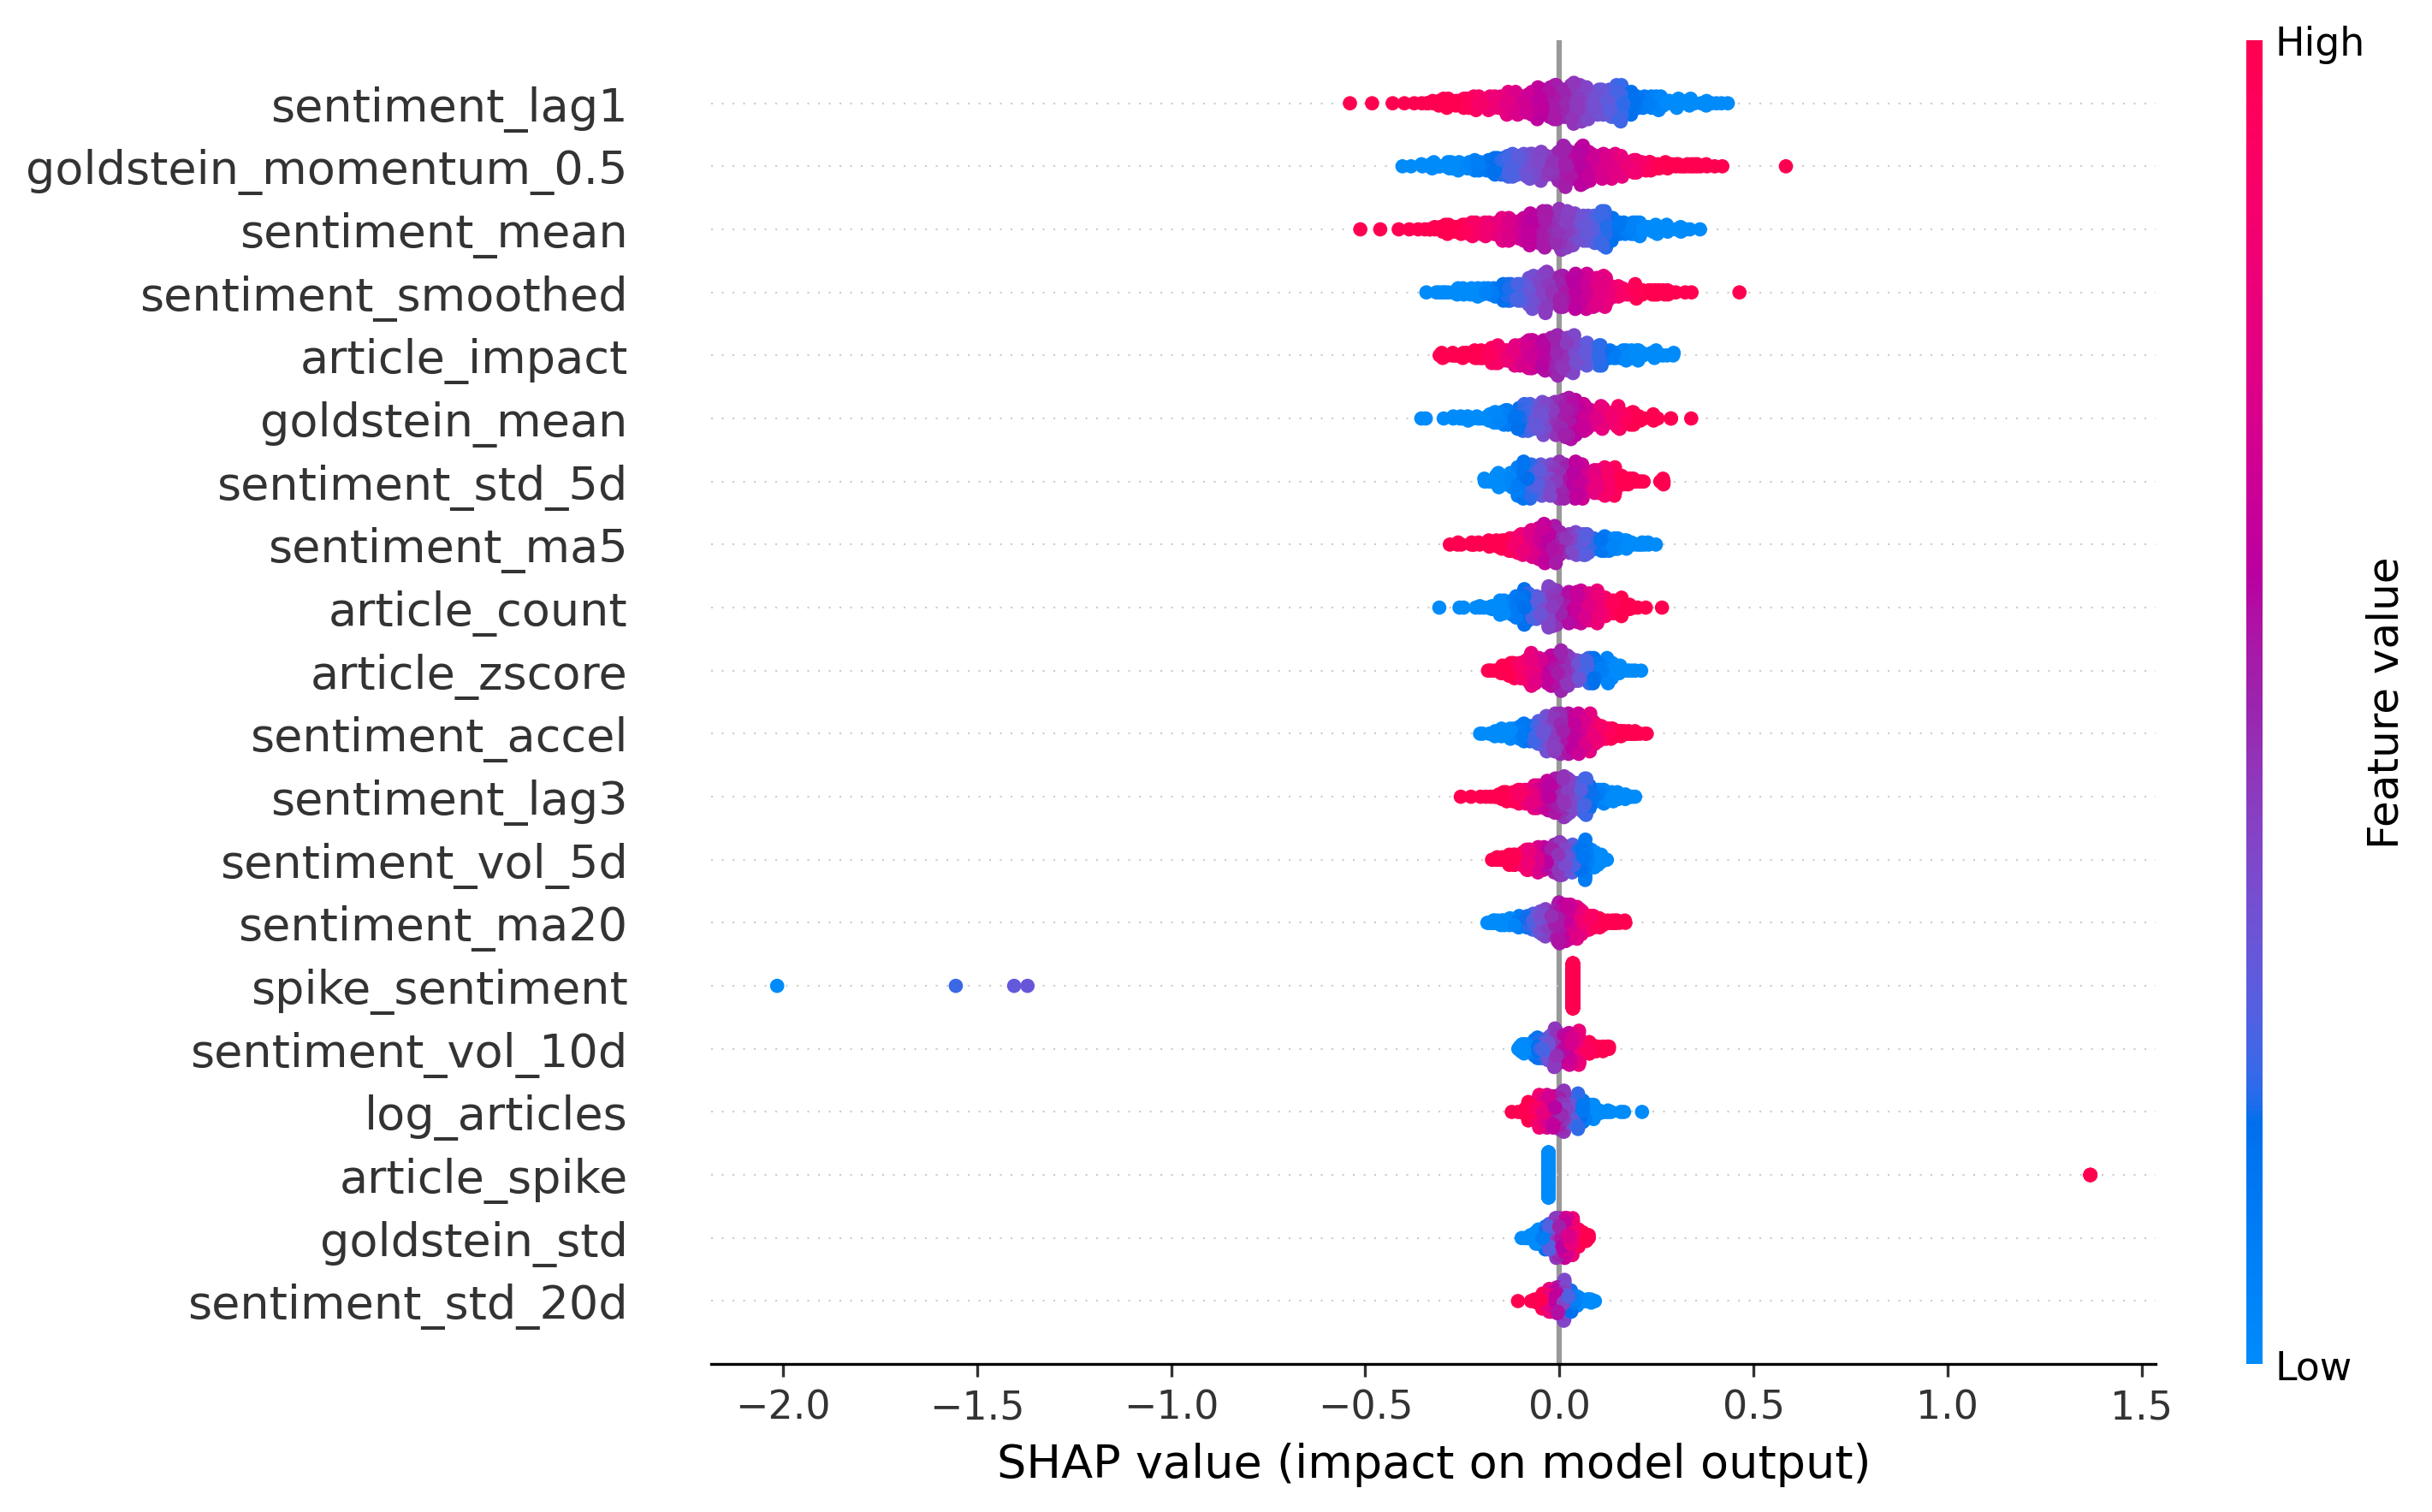 High
sentiment_lag1
goldstein_momentum_0.5
sentiment_mean
sentiment_smoothed
article_impact
goldstein_mean
sentiment_std_5d
sentiment_ma5
article_count
article_zscore
sentiment_accel
sentiment_lag3
sentiment_vol_5d
sentiment_ma20
spike_sentiment
sentiment_vol_10d
log_articles
article_spike
goldstein_std
sentiment_std_20d
Feature value
Low
−2.0 −1.5 −1.0 −0.5 0.0 0.5 1.0 1.5
SHAP value (impact on model output)